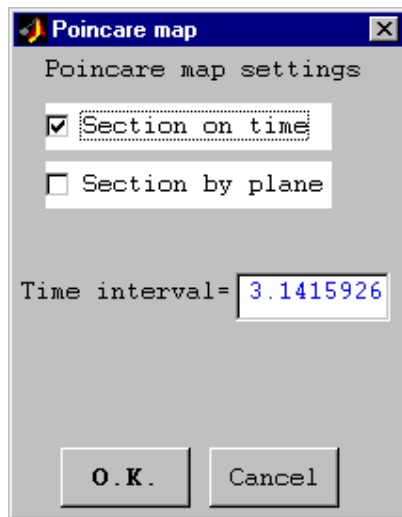 Poincare map
Poincare map settings
Section on time
Section by plane
Time interval= 3.1415926
O.K. Cancel